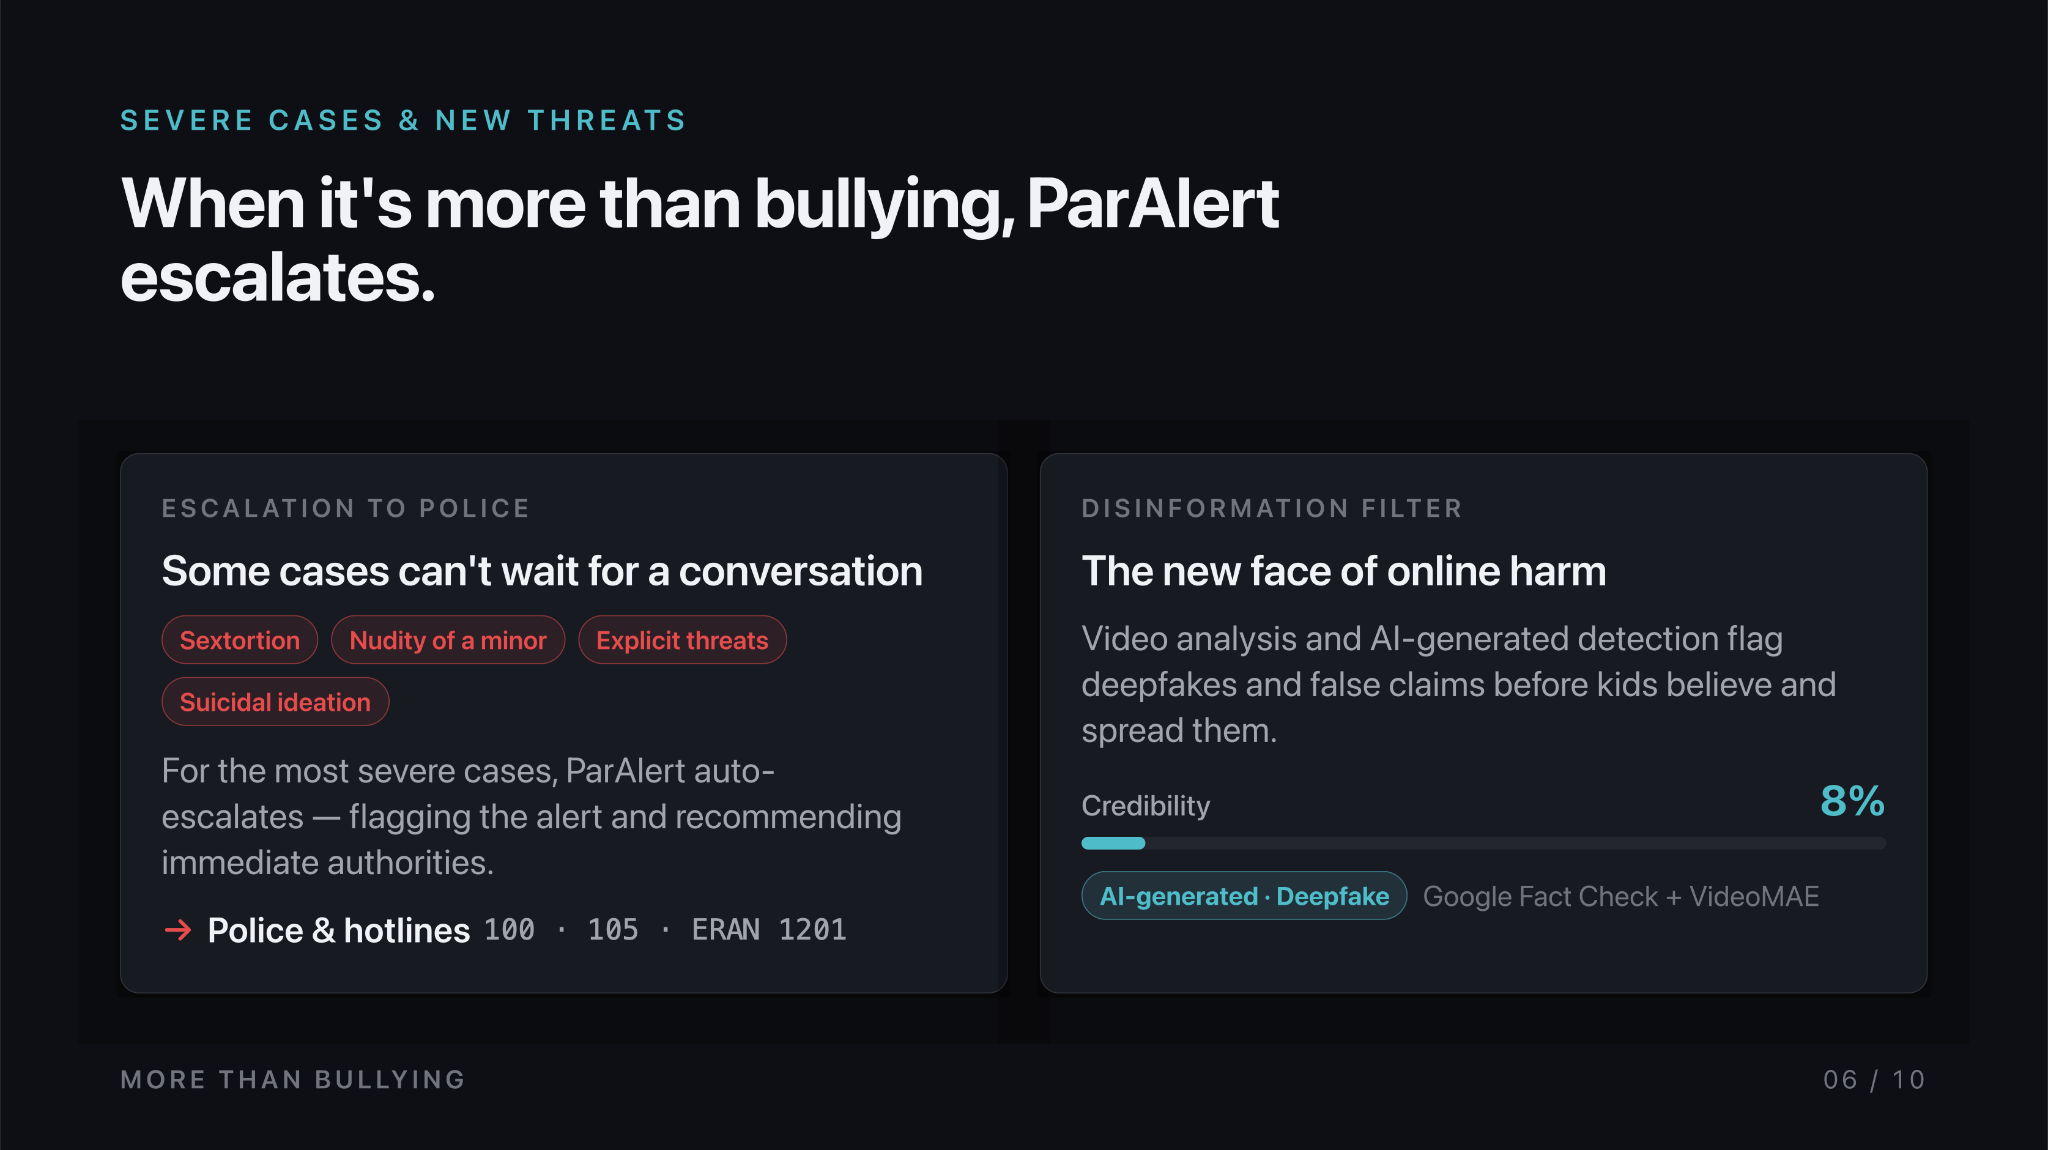 SEVERE CASES & NEW THREATS
When it's more than bullying, ParAlert
escalates.
ESCALATION TO POLICE
Some cases can't wait for a conversation
Sextortion
Nudity of a minor
Explicit threats
Suicidal ideation
For the most severe cases, ParAlert auto-
escalates — flagging the alert and recommending
immediate authorities.
→ Police & hotlines 100 · 105 · ERAN 1201
DISINFORMATION FILTER
The new face of online harm
Video analysis and AI-generated detection flag
deepfakes and false claims before kids believe and
spread them.
Credibility 8%
AI-generated · Deepfake Google Fact Check + VideoMAE
MORE THAN BULLYING
06 / 10